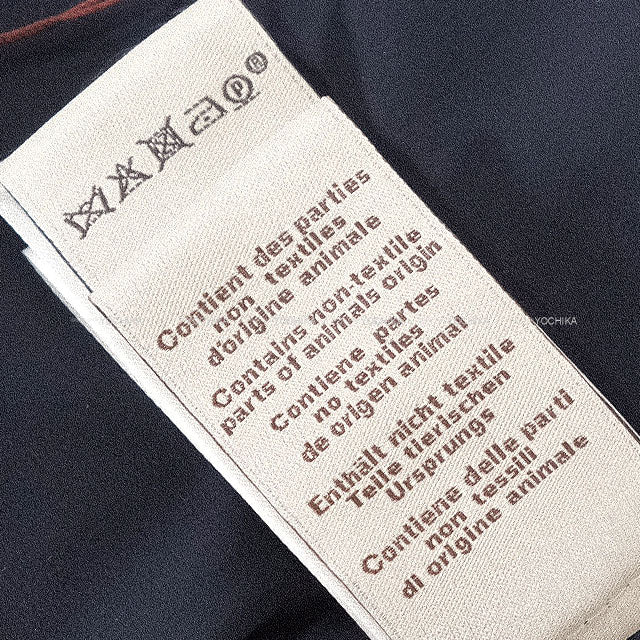 P
®
Contient des parties
non textiles
d'origine animale
Contains non-textile
parts of animals origin
Contiene partes
no textiles
de origen animal
Enthält nicht textile
Teile tierischen
Ursprungs
Contiene delle parti
non tessili
di origine animale
YOCHIKA